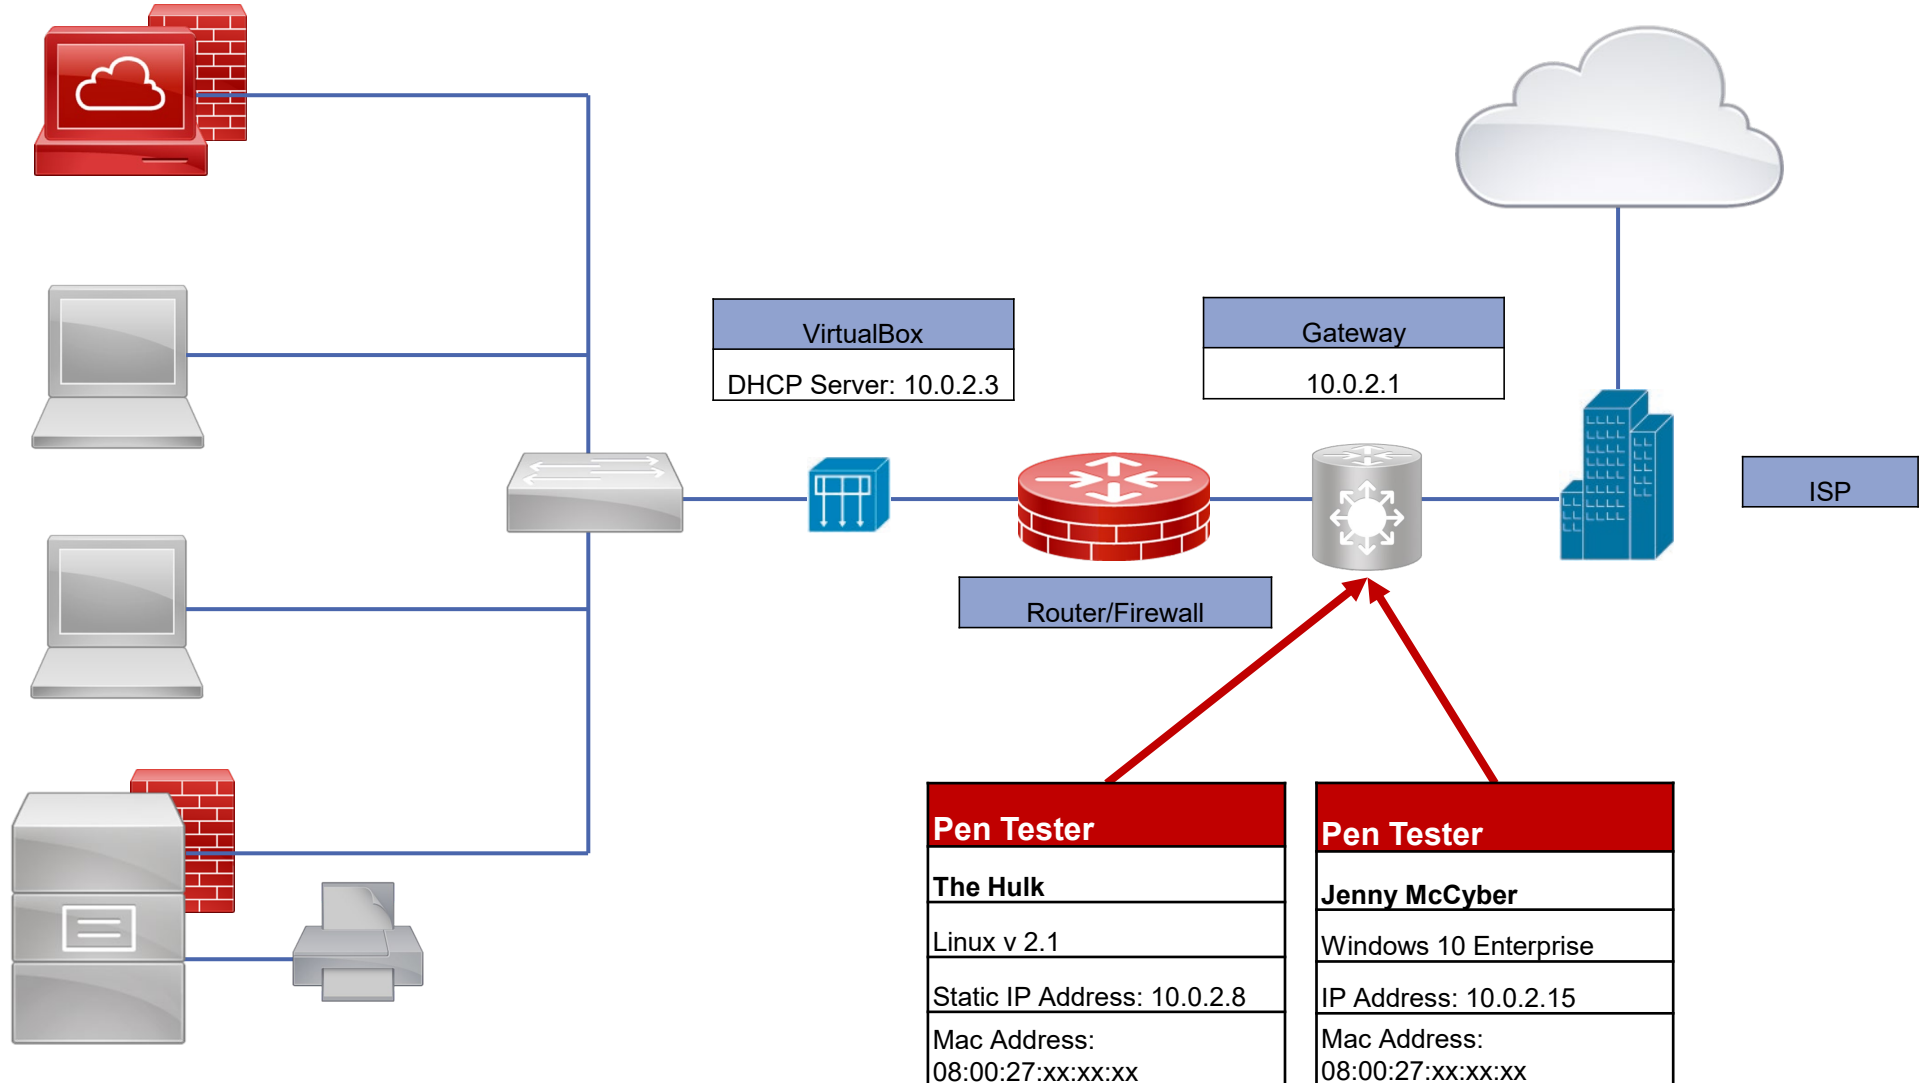 VirtualBox
DHCP Server: 10.0.2.3
Gateway
10.0.2.1
ISP
Router/Firewall
Pen Tester
The Hulk
Linux v 2.1
Static IP Address: 10.0.2.8
Mac Address:
08:00:27:xx:xx:xx
Pen Tester
Jenny McCyber
Windows 10 Enterprise
IP Address: 10.0.2.15
Mac Address:
08:00:27:xx:xx:xx